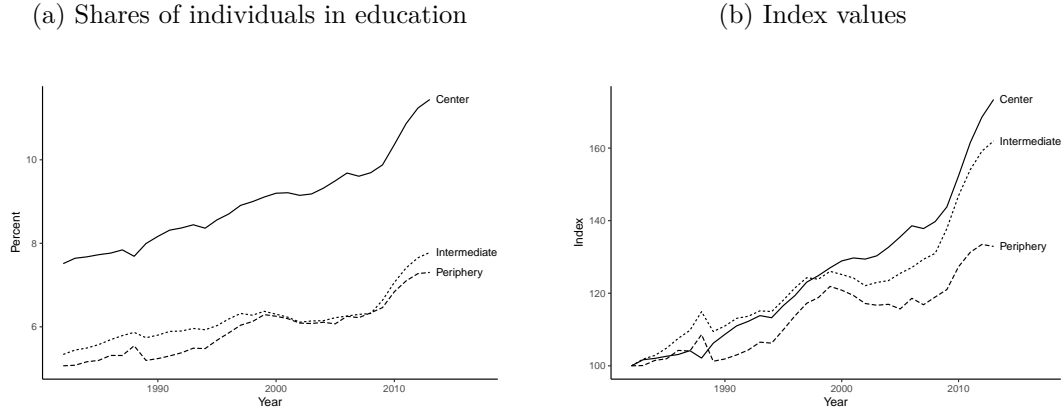 (a) Shares of individuals in education
Center
10
Percent
8
Intermediate
Periphery
6
1990
2000
2010
Year
(b) Index values
Center
160
Intermediate
140
Index
Periphery
120
100
1990
2000
2010
Year